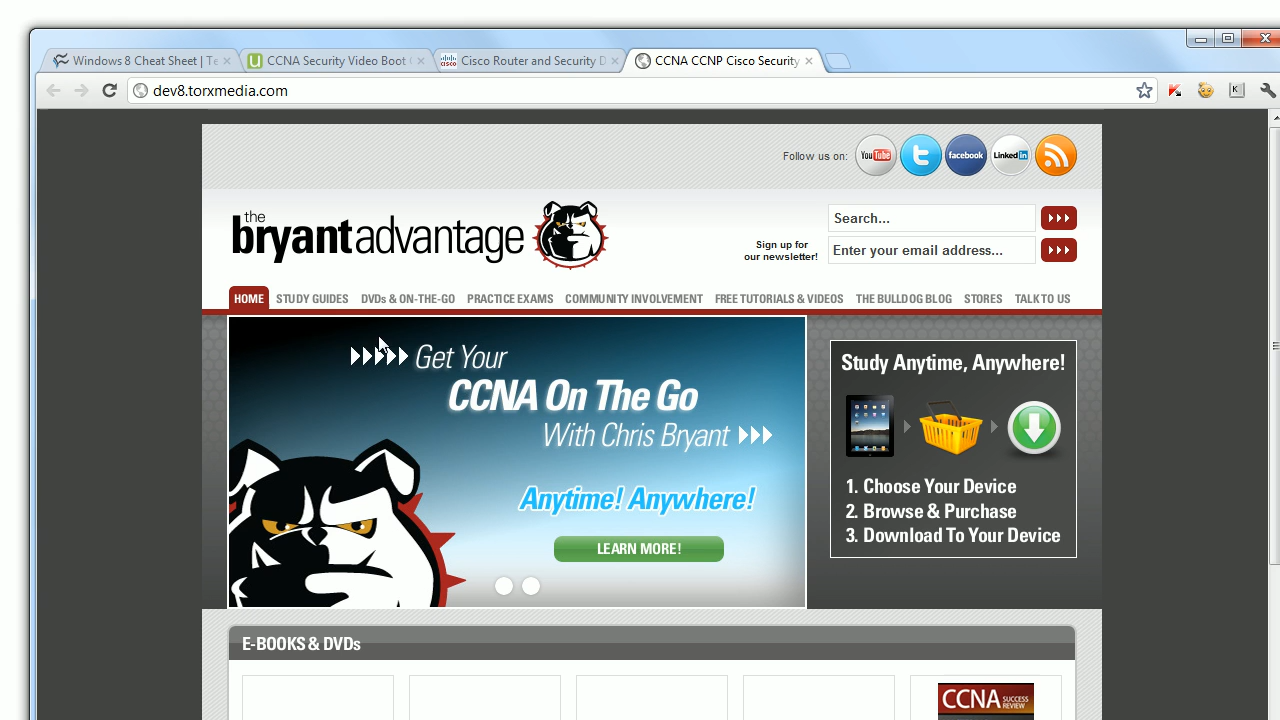 Windows 8 Cheat Sheet | Te
CCNA Security Video Boot
Cisco Router and Security D
CCNA CCNP Cisco Security
dev8.torxmedia.com
Follow us on:
YouTube
facebook
LinkedIn
the
bryantadvantage
Search...
Sign up for
our newsletter!
Enter your email address...
HOME STUDY GUIDES DVDs & ON-THE-GO PRACTICE EXAMS COMMUNITY INVOLVEMENT FREE TUTORIALS & VIDEOS THE BULLDOG BLOG STORES TALK TO US
Get Your
CCNA On The Go
With Chris Bryant
Anytime! Anywhere!
LEARN MORE!
Study Anytime, Anywhere!
1. Choose Your Device
2. Browse & Purchase
3. Download To Your Device
E-BOOKS & DVDs
CCNA SUCCESS
REVIEW